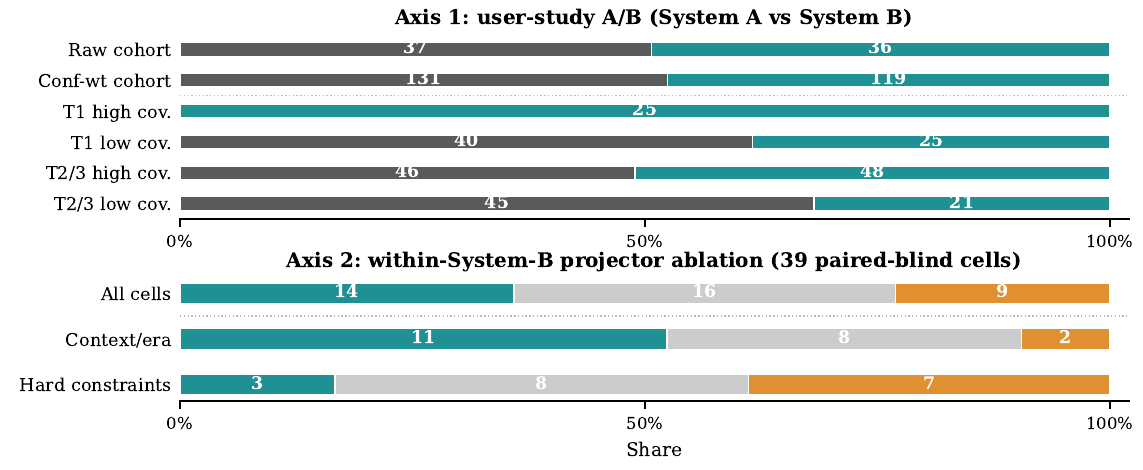 Axis 1: user-study A/B (System A vs System B)
Raw cohort 37 36
Conf-wt cohort 131 119
T1 high cov. 25
T1 low cov. 40 25
T2/3 high cov. 46 48
T2/3 low cov. 45 21
0% 50% 100%
Axis 2: within-System-B projector ablation (39 paired-blind cells)
All cells 14 16 9
Context/era 11 8 2
Hard constraints 3 8 7
0% 50% 100%
Share